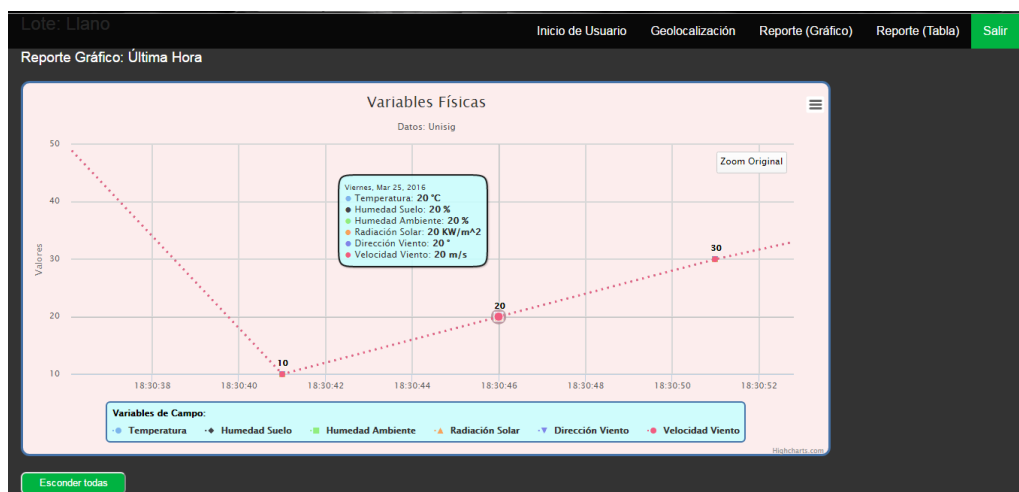 Lote: Llano
Inicio de Usuario Geolocalización Reporte (Gráfico) Reporte (Tabla) Salir
Reporte Gráfico: Última Hora
Variables Físicas
Datos: Unisig
Zoom Original
Valores
50
40
30
20
10
Viernes, Mar 25, 2016
Temperatura: 20 °C
Humedad Suelo: 20 %
Humedad Ambiente: 20 %
Radiación Solar: 20 KW/m^2
Dirección Viento: 20 °
Velocidad Viento: 20 m/s
10
20
30
18:30:38 18:30:40 18:30:42 18:30:44 18:30:46 18:30:48 18:30:50 18:30:52
Variables de Campo:
Temperatura Humedad Suelo Humedad Ambiente Radiación Solar Dirección Viento Velocidad Viento
Highcharts.com
Esconder todas